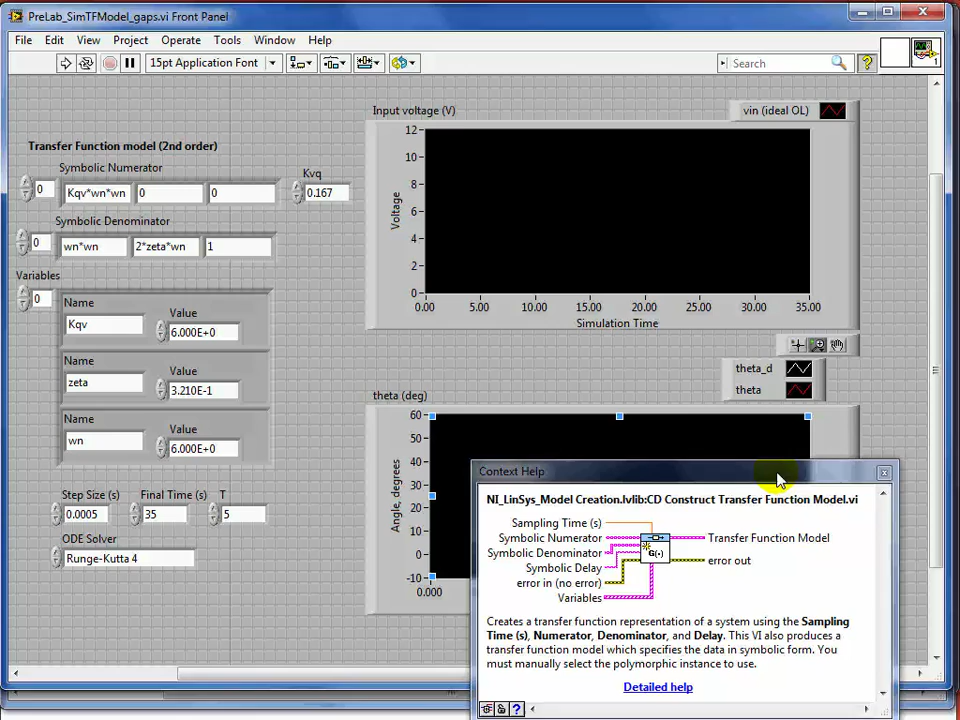 PreLab_SimTFModel_gaps.vi Front Panel
File Edit View Project Operate Tools Window Help
15pt Application Font
Search
?
1
Transfer Function model (2nd order)
Symbolic Numerator
0
Kqv*wn*wn
0
0
Kvq
0.167
Symbolic Denominator
0
wn*wn
2*zeta*wn
1
Variables
0
Name
Kqv
Value
6.000E+0
Name
zeta
Value
3.210E-1
Name
wn
Value
6.000E+0
Step Size (s)
0.0005
Final Time (s)
35
T
5
ODE Solver
Runge-Kutta 4
Input voltage (V)
vin (ideal OL)
Voltage
12
10
8
6
4
2
0
0.00 5.00 10.00 15.00 20.00 25.00 30.00 35.00
Simulation Time
theta_d
theta
theta (deg)
Angle, degrees
60
50
40
30
20
10
0
-10
0.000
Context Help
NI_LinSys_Model Creation.lvlib:CD Construct Transfer Function Model.vi
Sampling Time (s)
Symbolic Numerator
Symbolic Denominator
Symbolic Delay
error in (no error)
Variables
G(•)
Transfer Function Model
error out
Creates a transfer function representation of a system using the Sampling
Time (s), Numerator, Denominator, and Delay. This VI also produces a
transfer function model which specifies the data in symbolic form. You
must manually select the polymorphic instance to use.
Detailed help
?